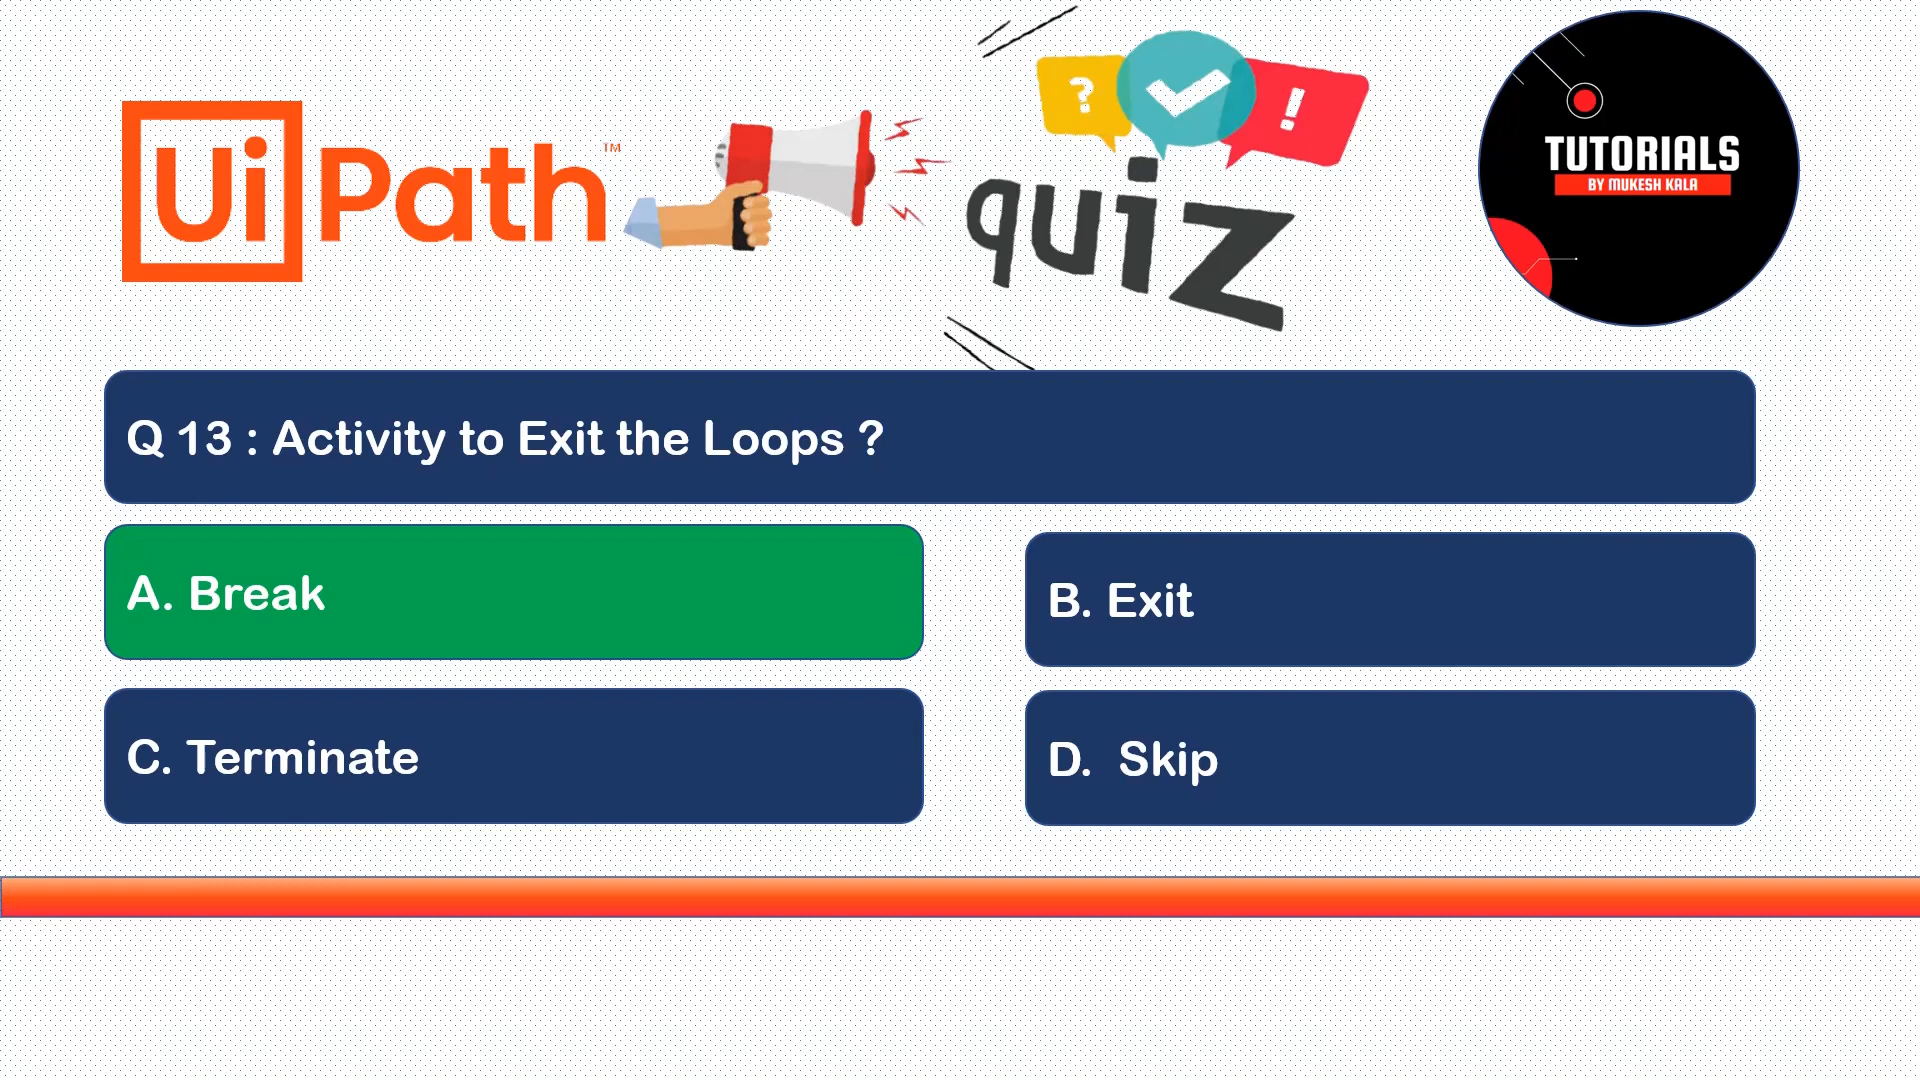 UiPath™
?
!
quiz
TUTORIALS
BY MUKESH KALA
Q 13 : Activity to Exit the Loops ?
A. Break
B. Exit
C. Terminate
D. Skip